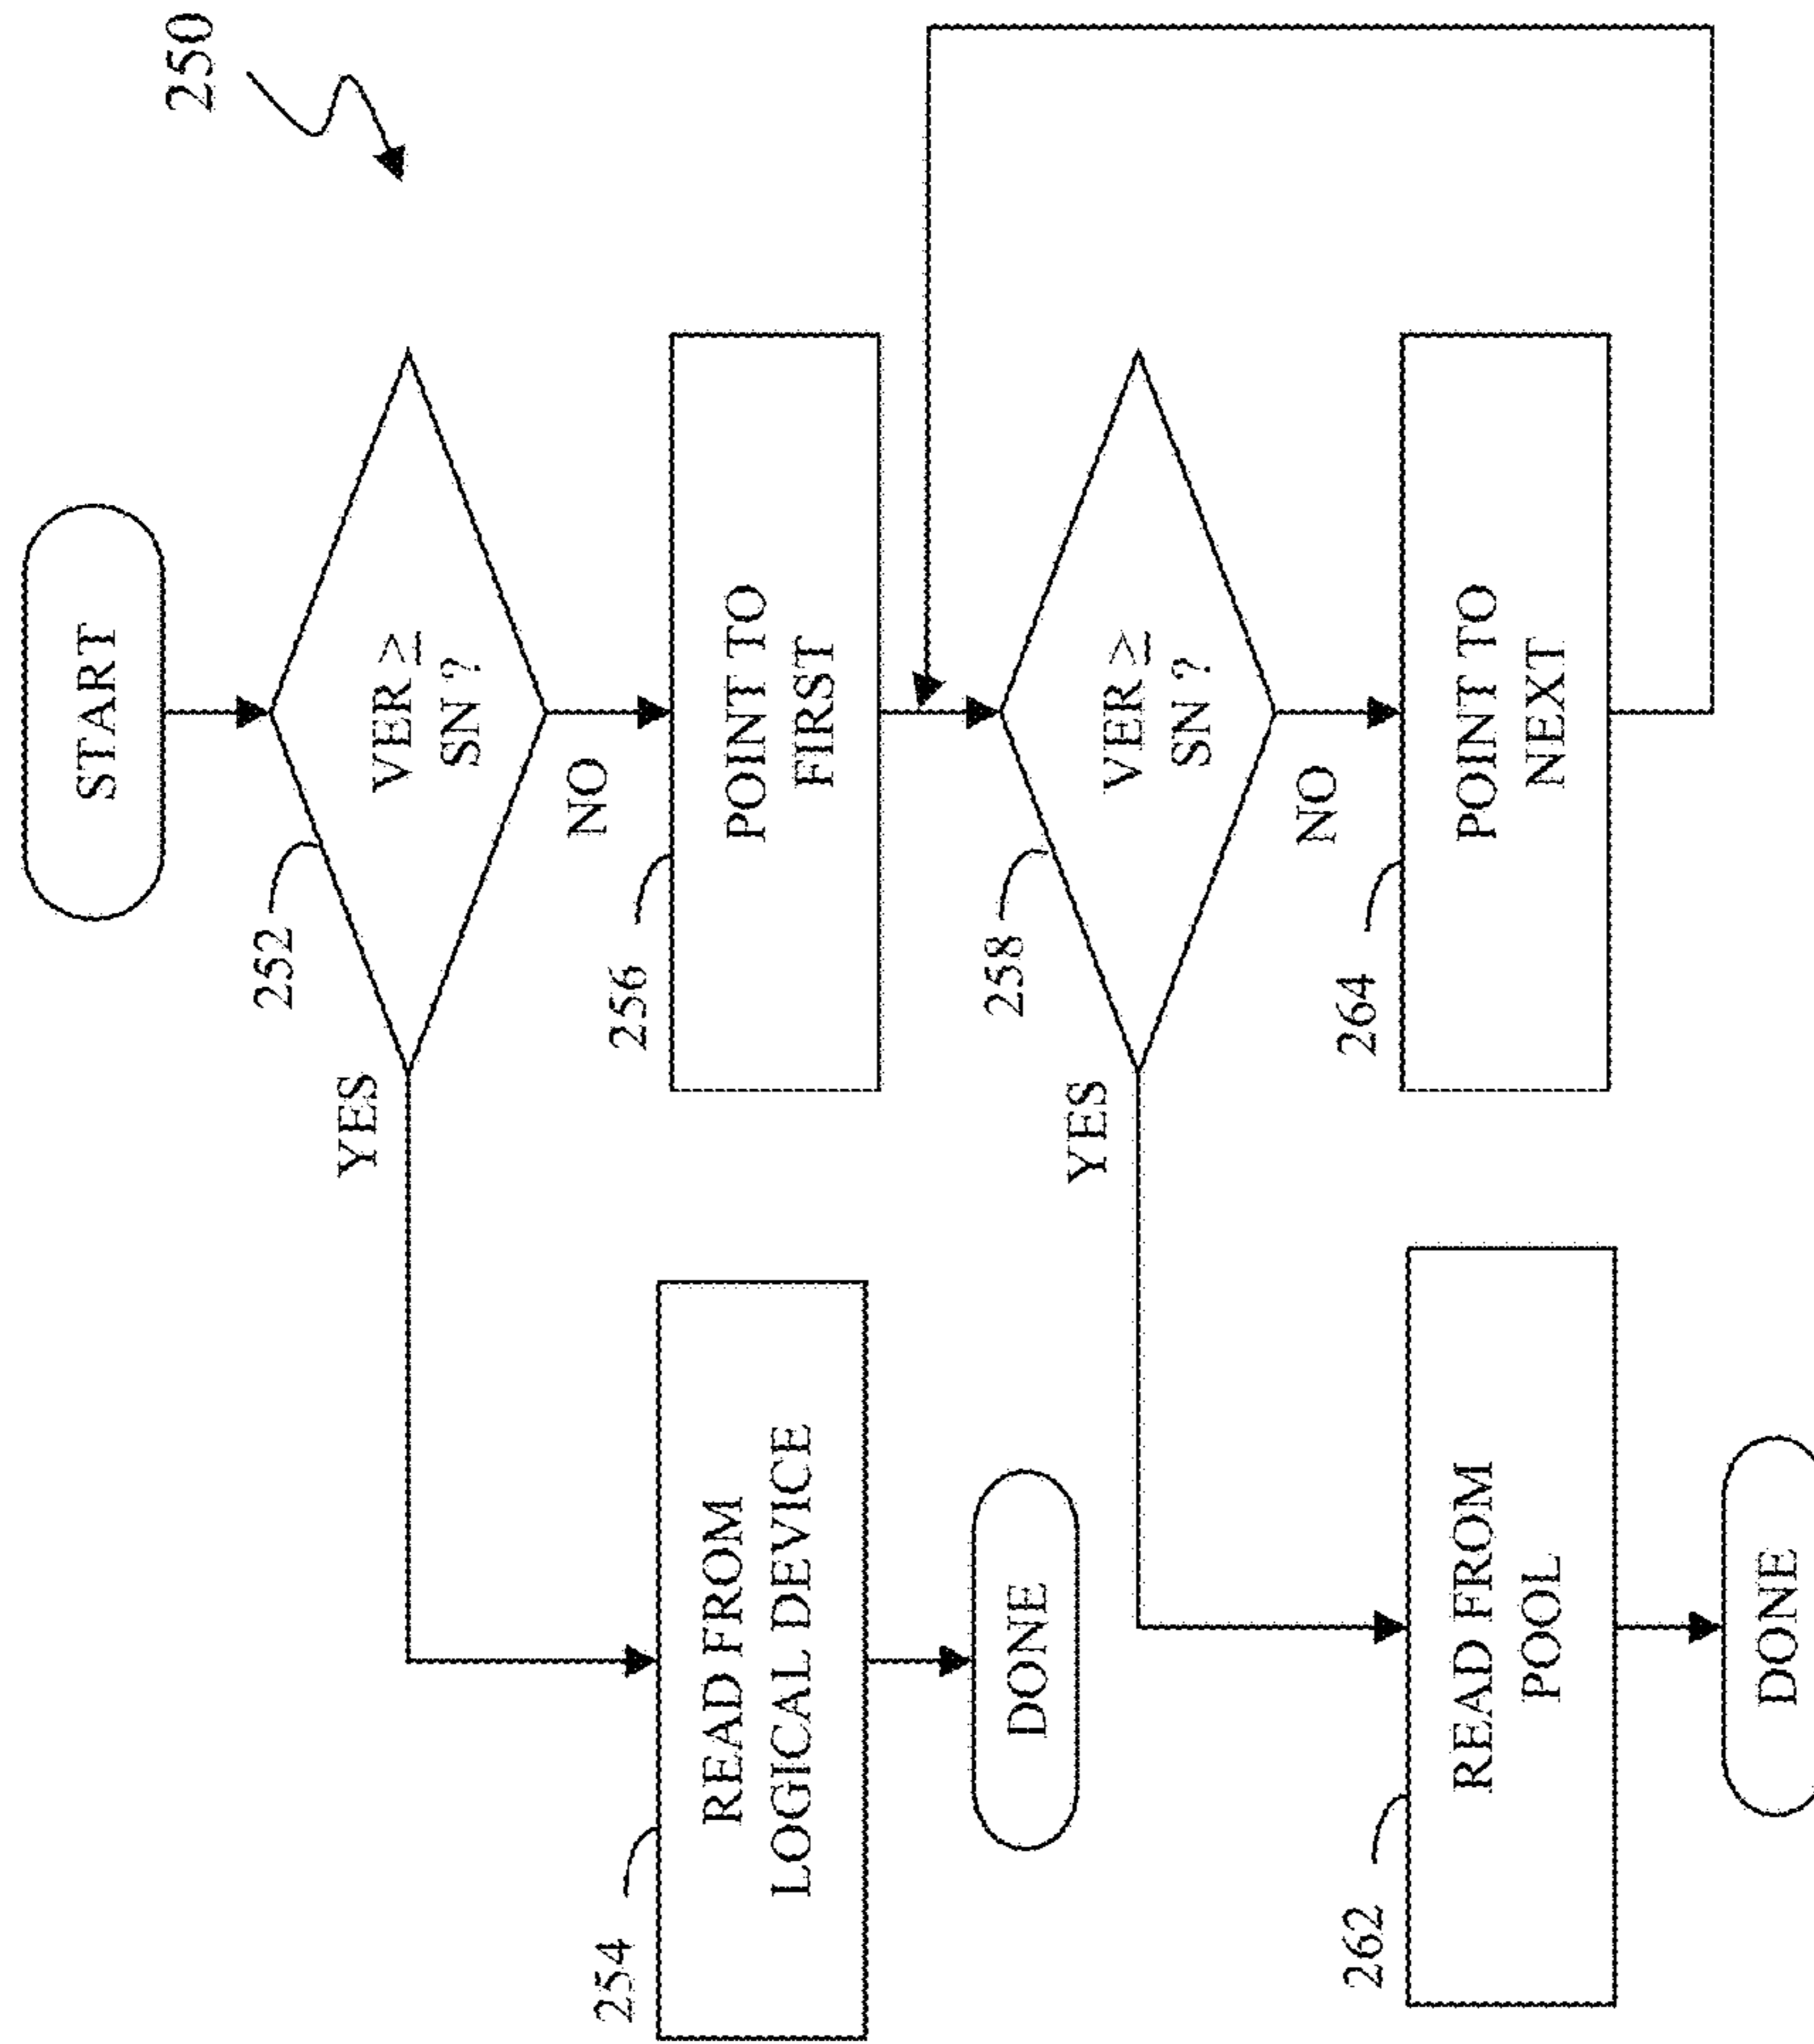 250
START
252
VER ≥
SN ?
YES
NO
254
READ FROM
LOGICAL DEVICE
256
POINT TO
FIRST
DONE
258
VER ≥
SN ?
YES
NO
262
READ FROM
POOL
264
POINT TO
NEXT
DONE